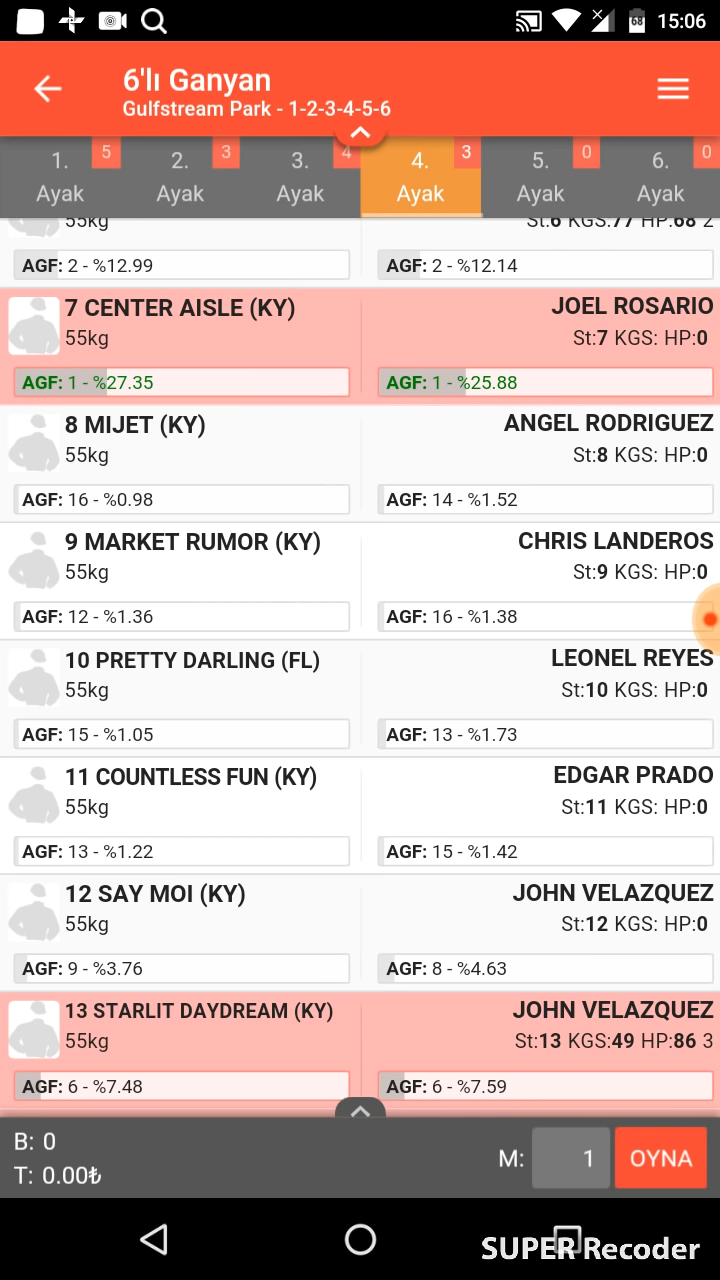 68
15:06
6'lı Ganyan
Gulfstream Park - 1-2-3-4-5-6
1. 5
Ayak
2. 3
Ayak
3. 4
Ayak
4. 3
Ayak
5. 0
Ayak
6. 0
Ayak
55kg St:6 KGS:77 HP:68 2
AGF: 2 - %12.99 AGF: 2 - %12.14
7 CENTER AISLE (KY) JOEL ROSARIO
55kg St:7 KGS: HP:0
AGF: 1 - %27.35 AGF: 1 - %25.88
8 MIJET (KY) ANGEL RODRIGUEZ
55kg St:8 KGS: HP:0
AGF: 16 - %0.98 AGF: 14 - %1.52
9 MARKET RUMOR (KY) CHRIS LANDEROS
55kg St:9 KGS: HP:0
AGF: 12 - %1.36 AGF: 16 - %1.38
10 PRETTY DARLING (FL) LEONEL REYES
55kg St:10 KGS: HP:0
AGF: 15 - %1.05 AGF: 13 - %1.73
11 COUNTLESS FUN (KY) EDGAR PRADO
55kg St:11 KGS: HP:0
AGF: 13 - %1.22 AGF: 15 - %1.42
12 SAY MOI (KY) JOHN VELAZQUEZ
55kg St:12 KGS: HP:0
AGF: 9 - %3.76 AGF: 8 - %4.63
13 STARLIT DAYDREAM (KY) JOHN VELAZQUEZ
55kg St:13 KGS:49 HP:86 3
AGF: 6 - %7.48 AGF: 6 - %7.59
B: 0
T: 0.00₺
M: 1 OYNA
SUPER Recoder